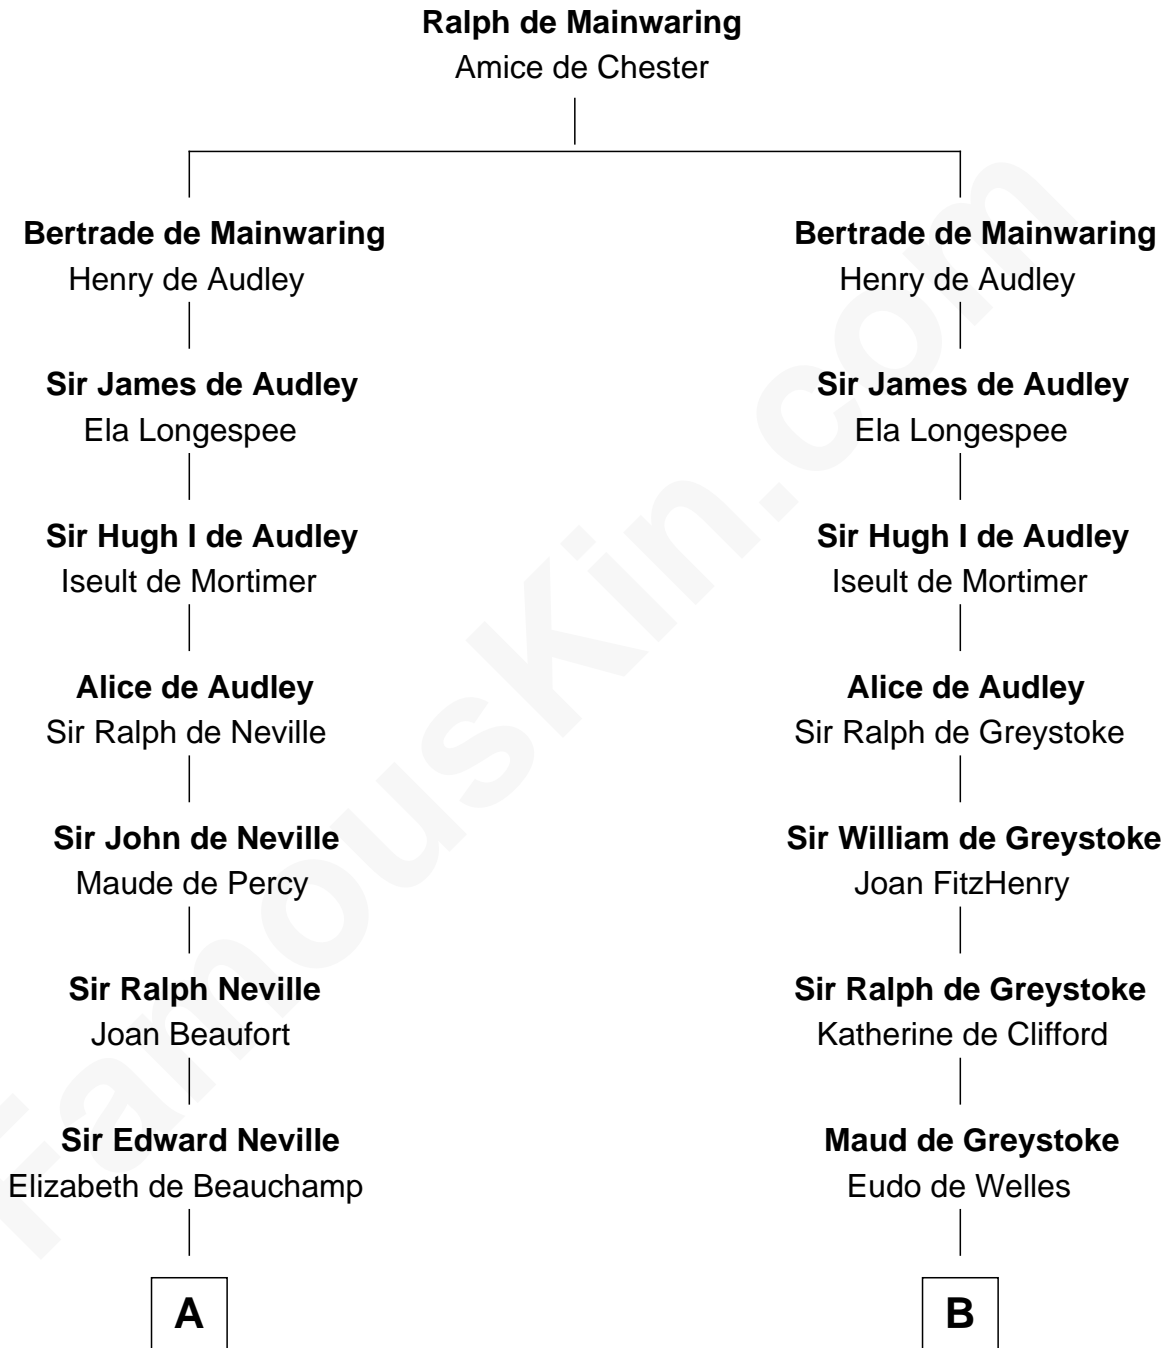 Ralph de Mainwaring
Amice de Chester
Bertrade de Mainwaring
Henry de Audley
Sir James de Audley
Ela Longespee
Sir Hugh I de Audley
Iseult de Mortimer
Alice de Audley
Sir Ralph de Neville
Sir John de Neville
Maude de Percy
Sir Ralph Neville
Joan Beaufort
Sir Edward Neville
Elizabeth de Beauchamp
A
Bertrade de Mainwaring
Henry de Audley
Sir James de Audley
Ela Longespee
Sir Hugh I de Audley
Iseult de Mortimer
Alice de Audley
Sir Ralph de Greystoke
Sir William de Greystoke
Joan FitzHenry
Sir Ralph de Greystoke
Katherine de Clifford
Maud de Greystoke
Eudo de Welles
B
FamousKin.com